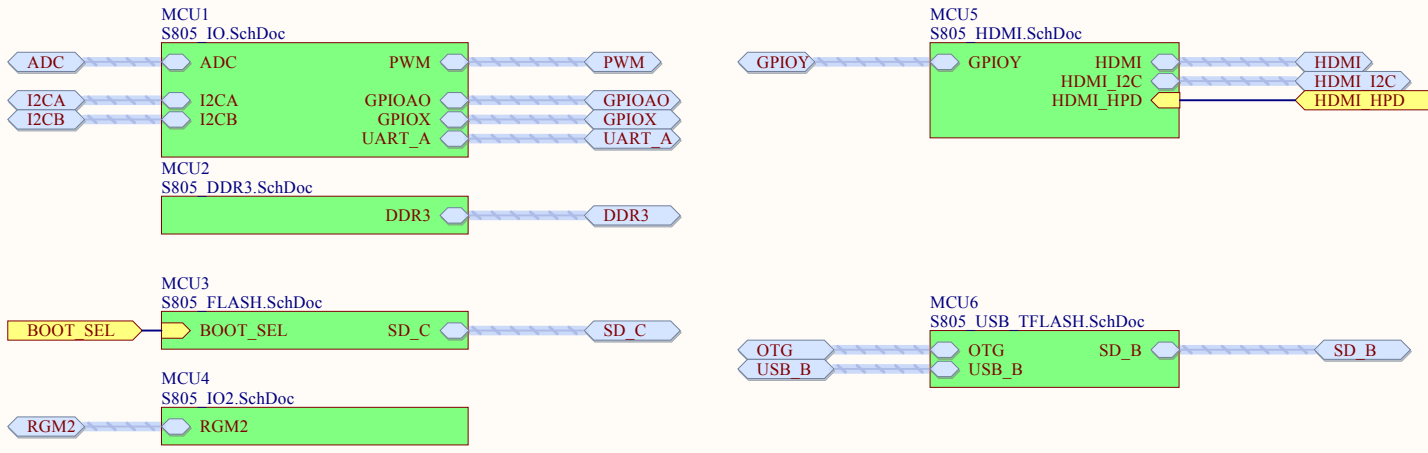 MCU1
S805_IO.SchDoc
ADC ADC PWM PWM
I2CA I2CA GPIOAO GPIOAO
I2CB I2CB GPIOX GPIOX
UART_A UART_A
MCU2
S805_DDR3.SchDoc
DDR3 DDR3
MCU3
S805_FLASH.SchDoc
BOOT_SEL BOOT_SEL SD_C SD_C
MCU4
S805_IO2.SchDoc
RGM2 RGM2
MCU5
S805_HDMI.SchDoc
GPIOY GPIOY HDMI HDMI
HDMI_I2C HDMI_I2C
HDMI_HPD HDMI_HPD
MCU6
S805_USB_TFLASH.SchDoc
OTG OTG SD_B SD_B
USB_B USB_B